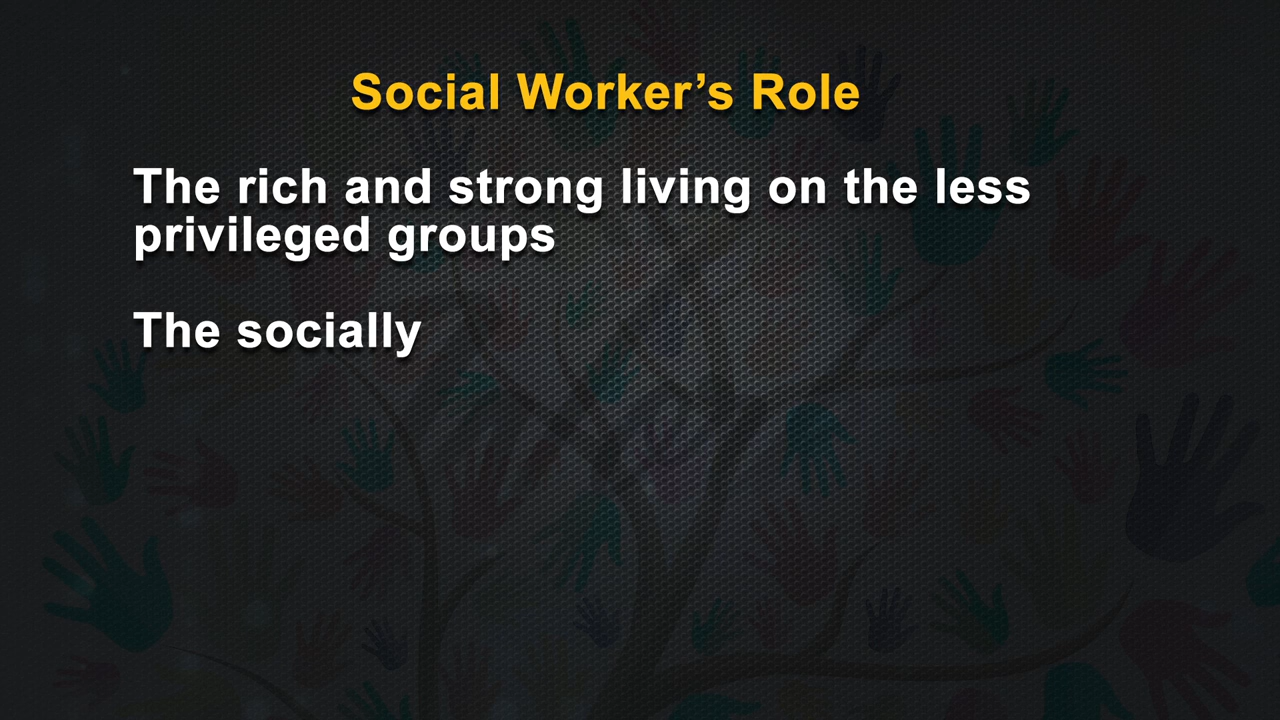 Social Worker’s Role
The rich and strong living on the less
privileged groups
The socially